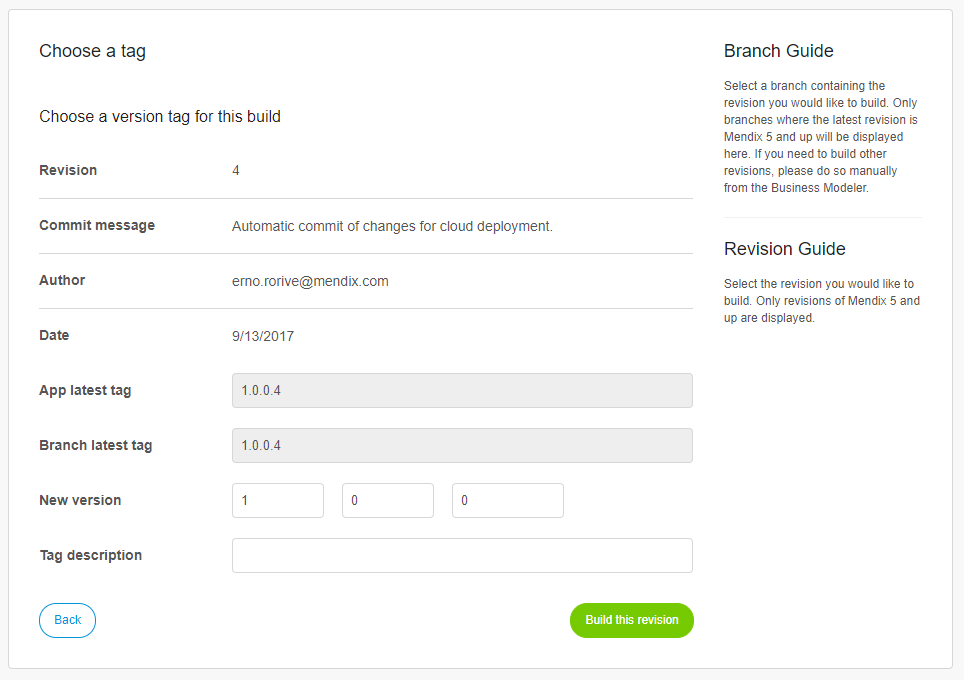 Choose a tag
Choose a version tag for this build
Revision 4
Commit message Automatic commit of changes for cloud deployment.
Author erno.rorive@mendix.com
Date 9/13/2017
App latest tag 1.0.0.4
Branch latest tag 1.0.0.4
New version 1 0 0
Tag description
Back Build this revision
Branch Guide
Select a branch containing the
revision you would like to build. Only
branches where the latest revision is
Mendix 5 and up will be displayed
here. If you need to build other
revisions, please do so manually
from the Business Modeler.
Revision Guide
Select the revision you would like to
build. Only revisions of Mendix 5 and
up are displayed.